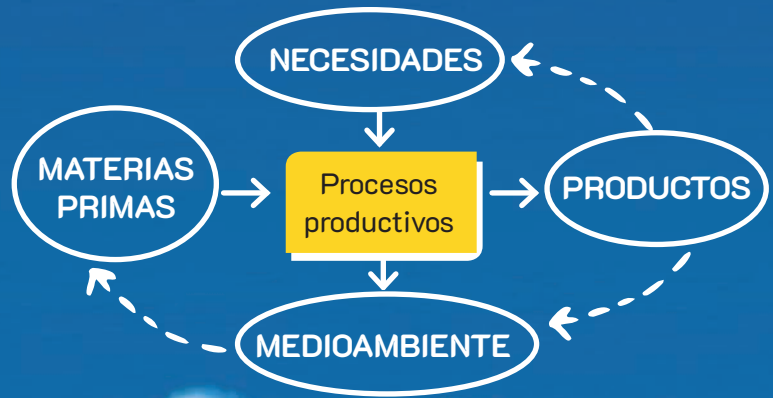 NECESIDADES
MATERIAS
PRIMAS
Procesos
productivos
PRODUCTOS
MEDIOAMBIENTE